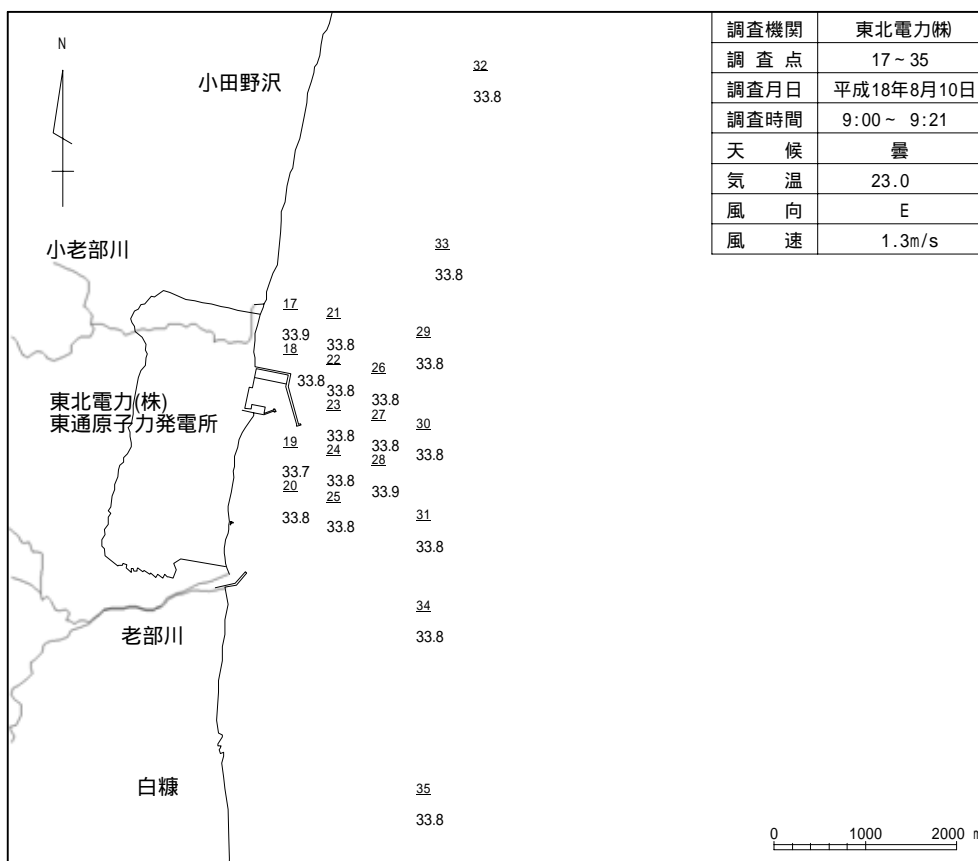 調査機関 東北電力㈱
調査点 17~35
調査月日 平成18年8月10日
調査時間 9:00~ 9:21
天候 曇
気温 23.0
風向 E
風速 1.3m/s
N
小田野沢
32
33.8
小老部川
33
33.8
17
33.9
21
33.8
29
33.8
18
33.8
22
33.8
26
33.8
東北電力(株)
東通原子力発電所
23
33.8
27
33.8
30
33.8
19
33.7
24
33.8
28
33.9
20
33.8
25
33.8
31
33.8
34
33.8
老部川
白糠
35
33.8
0 1000 2000 m